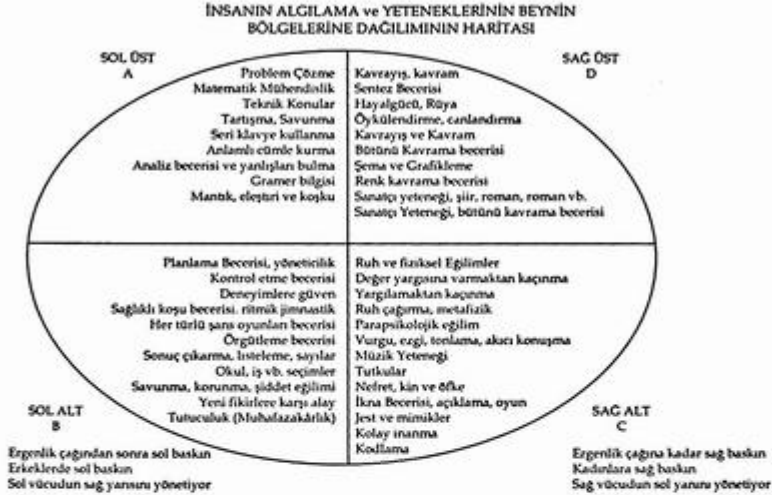 İNSANIN ALGILAMA ve YETENEKLERİNİN BEYNİN
BÖLGELERİNE DAĞILIMININ HARİTASI
SOL ÜST
A
Problem Çözme
Matematik Mühendislik
Teknik Konular
Tartışma, Savunma
Seri klavye kullanma
Anlamlı cümle kurma
Analiz becerisi ve yanlışları bulma
Gramer bilgisi
Mantık, eleştiri ve koşku
SAĞ ÜST
D
Kavrayış, kavram
Sentez Becerisi
Hayalgücü, Rüya
Öykülendirme, canlandırma
Kavrayış ve Kavram
Bütünü Kavrama becerisi
Şema ve Grafikleme
Renk kavrama becerisi
Sanatçı yeteneği, şiir, roman, roman vb.
Sanatçı Yeteneği, bütünü kavrama becerisi
Planlama Becerisi, yöneticilik
Kontrol etme becerisi
Deneyimlere güven
Sağlıklı koşu becerisi. ritmik jimnastik
Her türlü şans oyunları becerisi
Örgütleme becerisi
Sonuç çıkarma, listeleme, sayılar
Okul, iş vb. seçimler
Savunma, korunma, şiddet eğilimi
Yeni fikirlere karşı alay
Tutuculuk (Muhafazakârlık)
SOL ALT
B
Ergenlik çağından sonra sol baskın
Erkeklerde sol baskın
Sol vücudun sağ yarısını yönetiyor
Ruh ve fiziksel Eğilimler
Değer yargısına varmaktan kaçınma
Yargılamaktan kaçınma
Ruh çağırma, metafizik
Parapsikolojik eğilim
Vurgu, ezgi, tonlama, akıcı konuşma
Müzik Yeteneği
Tutkular
Nefret, kin ve öfke
İkna Becerisi, açıklama, oyun
Jest ve mimikler
Kolay inanma
Kodlama
SAĞ ALT
C
Ergenlik çağına kadar sağ baskın
Kadınlara sağ baskın
Sağ vücudun sol yanını yönetiyor